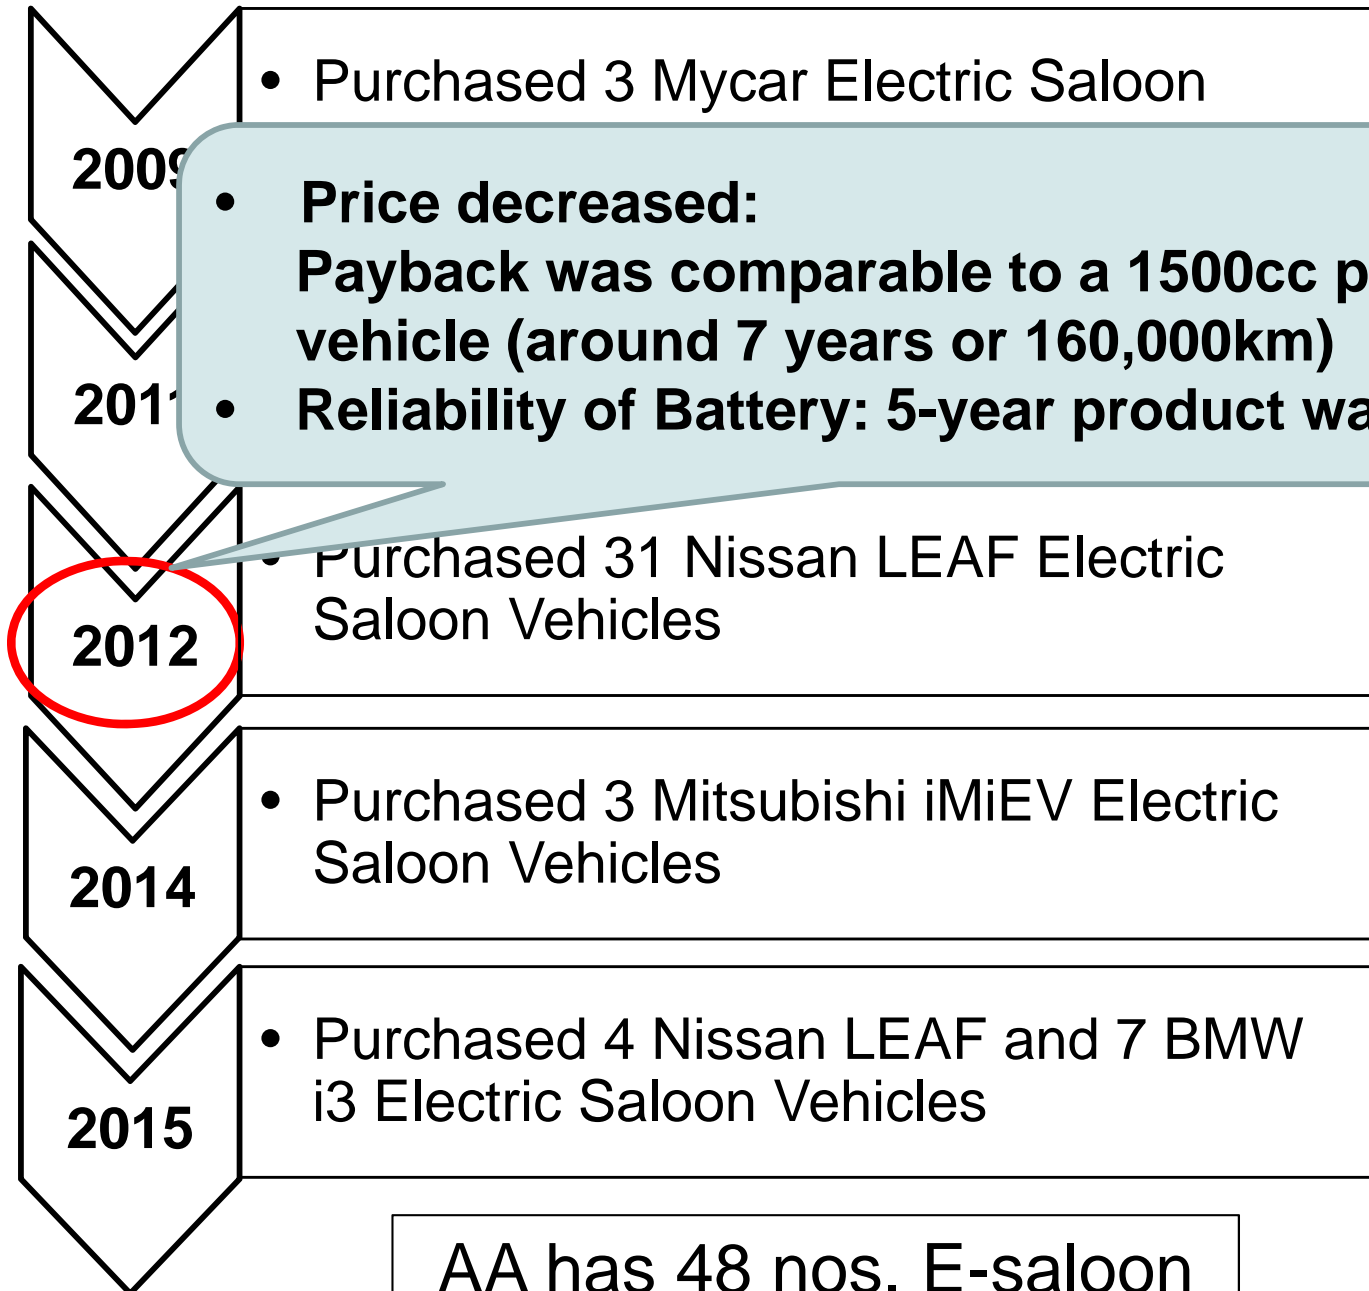 • Purchased 3 Mycar Electric Saloon
2009
• Price decreased:
Payback was comparable to a 1500cc
vehicle (around 7 years or 160,000km)
• Reliability of Battery: 5-year product
• Purchased 31 Nissan LEAF Electric
Saloon Vehicles
2012
• Purchased 3 Mitsubishi iMiEV Electric
Saloon Vehicles
2014
• Purchased 4 Nissan LEAF and 7 BMW
i3 Electric Saloon Vehicles
2015
AA has 48 nos. E-saloon